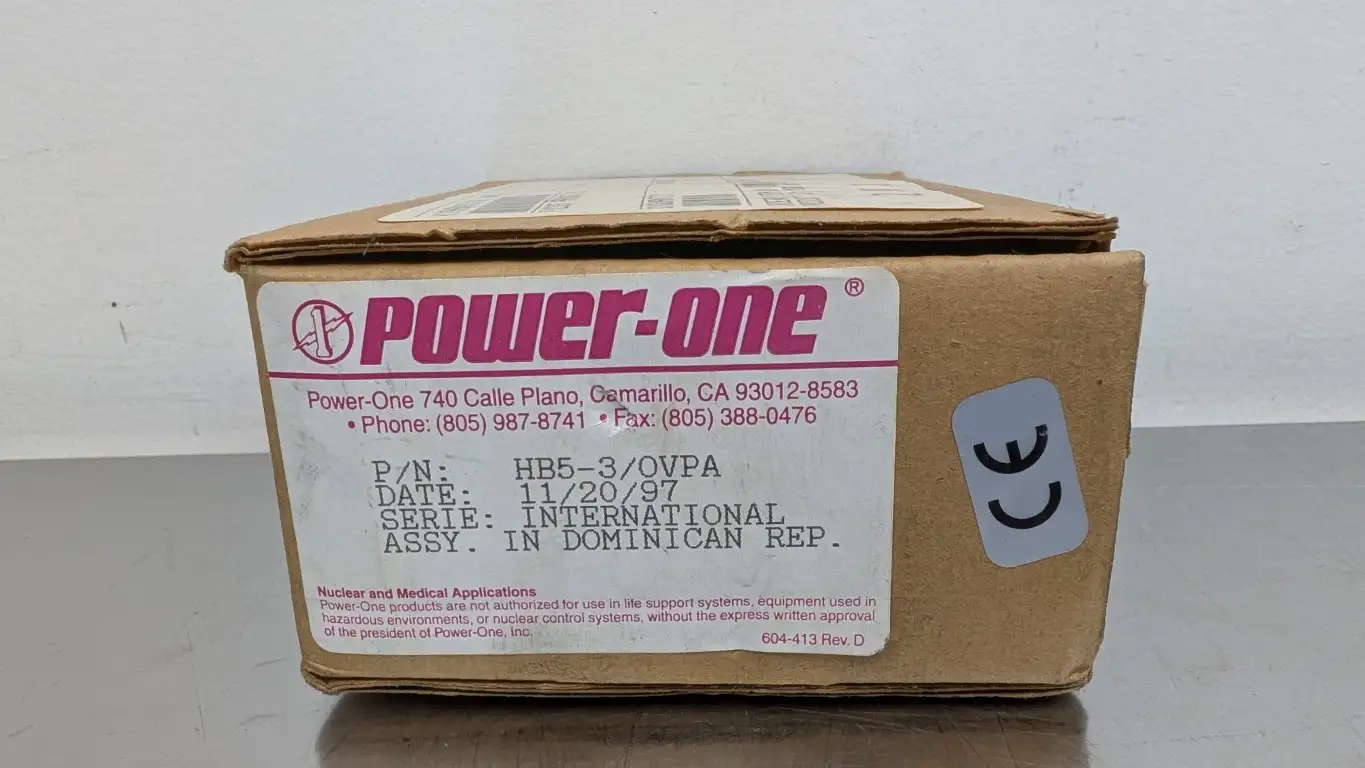 POWER-ONE ®
Power-One 740 Calle Plano, Camarillo, CA 93012-8583
• Phone: (805) 987-8741 • Fax: (805) 388-0476
P/N: HB5-3/OVPA
DATE: 11/20/97
SERIE: INTERNATIONAL
ASSY. IN DOMINICAN REP.
Nuclear and Medical Applications
Power-One products are not authorized for use in life support systems, equipment used in
hazardous environments, or nuclear control systems, without the express written approval
of the president of Power-One, Inc.
604-413 Rev. D
CE